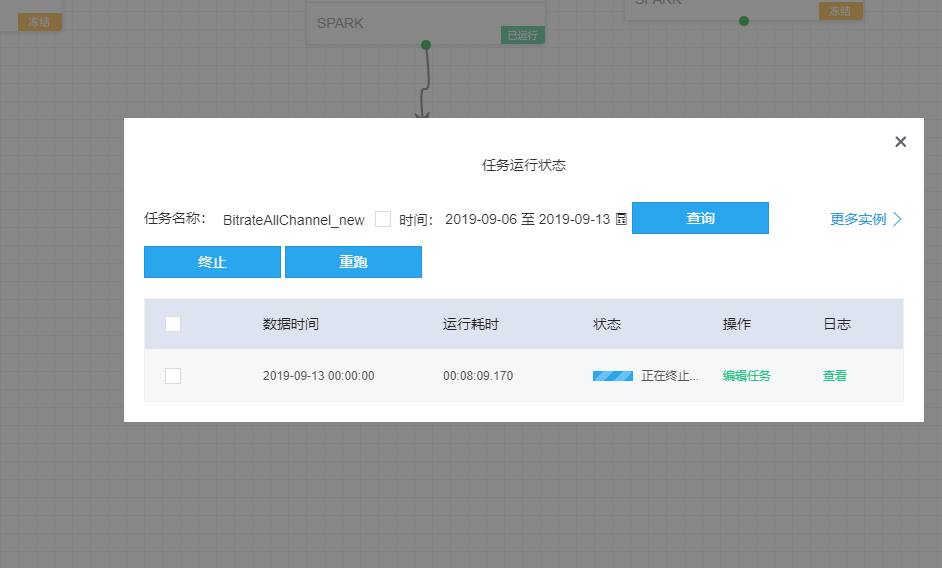 SPARK
冻结
SPARK
冻结
已运行
任务运行状态
任务名称: BitrateAllChannel_new 时间: 2019-09-06 至 2019-09-13 查询 更多实例
终止 重跑
数据时间 运行耗时 状态 操作 日志
2019-09-13 00:00:00 00:08:09.170 正在终止... 编辑任务 查看